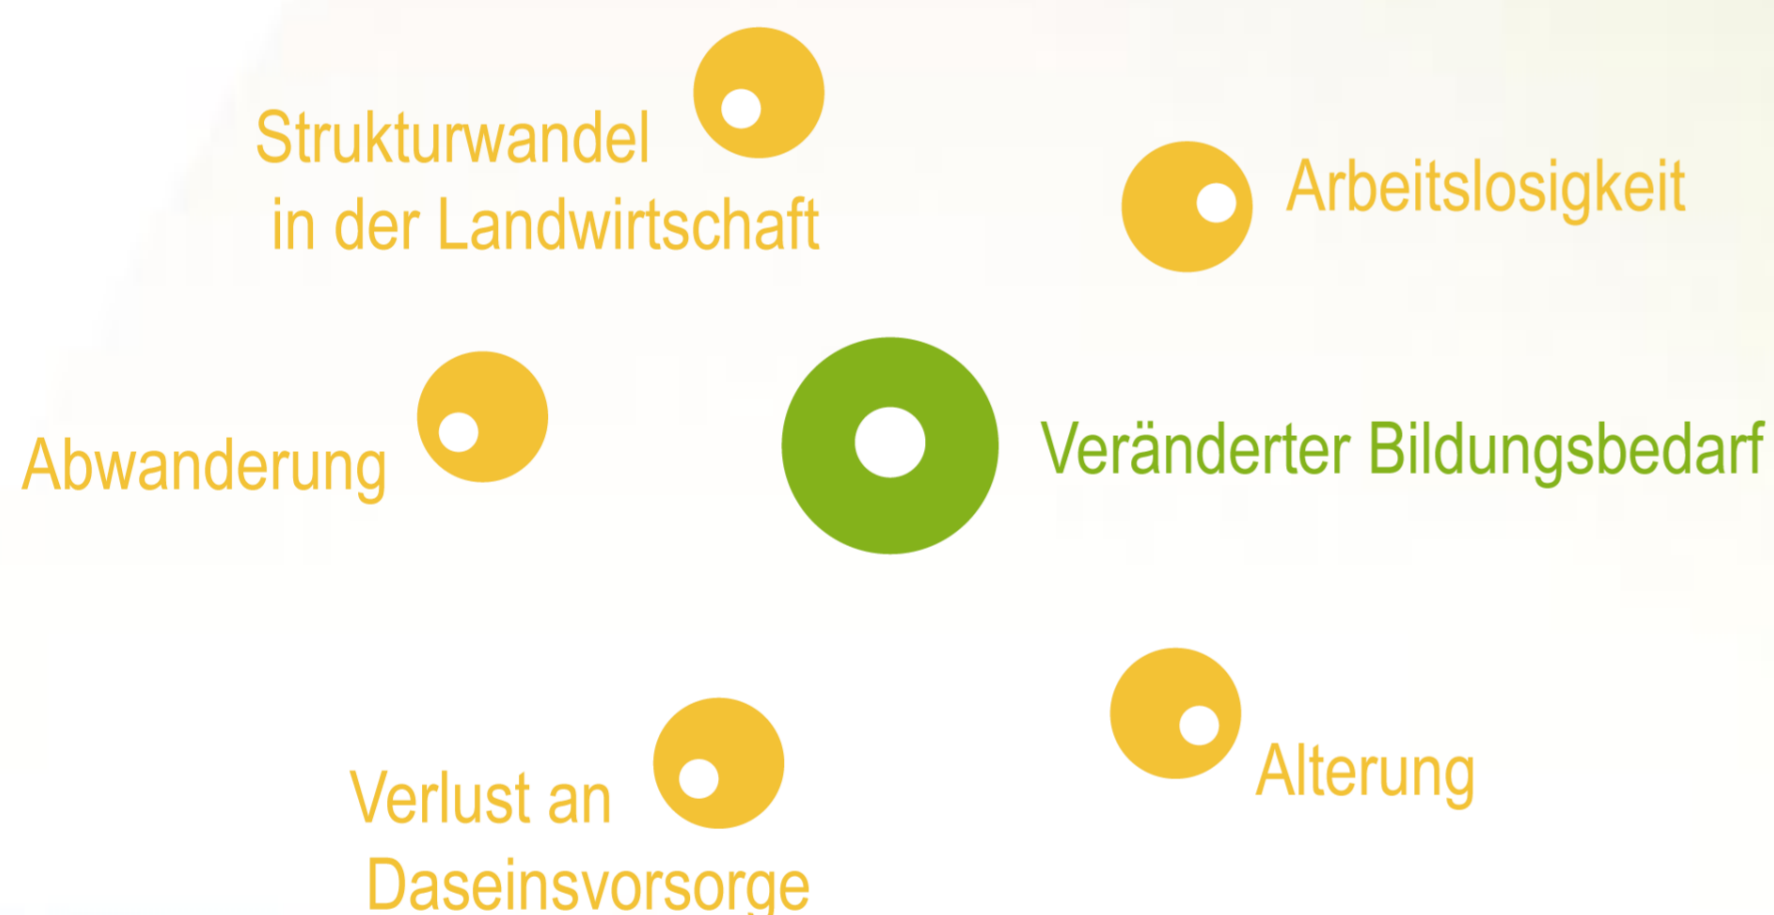 Strukturwandel
in der Landwirtschaft
Arbeitslosigkeit
Abwanderung
Veränderter Bildungsbedarf
Verlust an
Daseinsvorsorge
Alterung